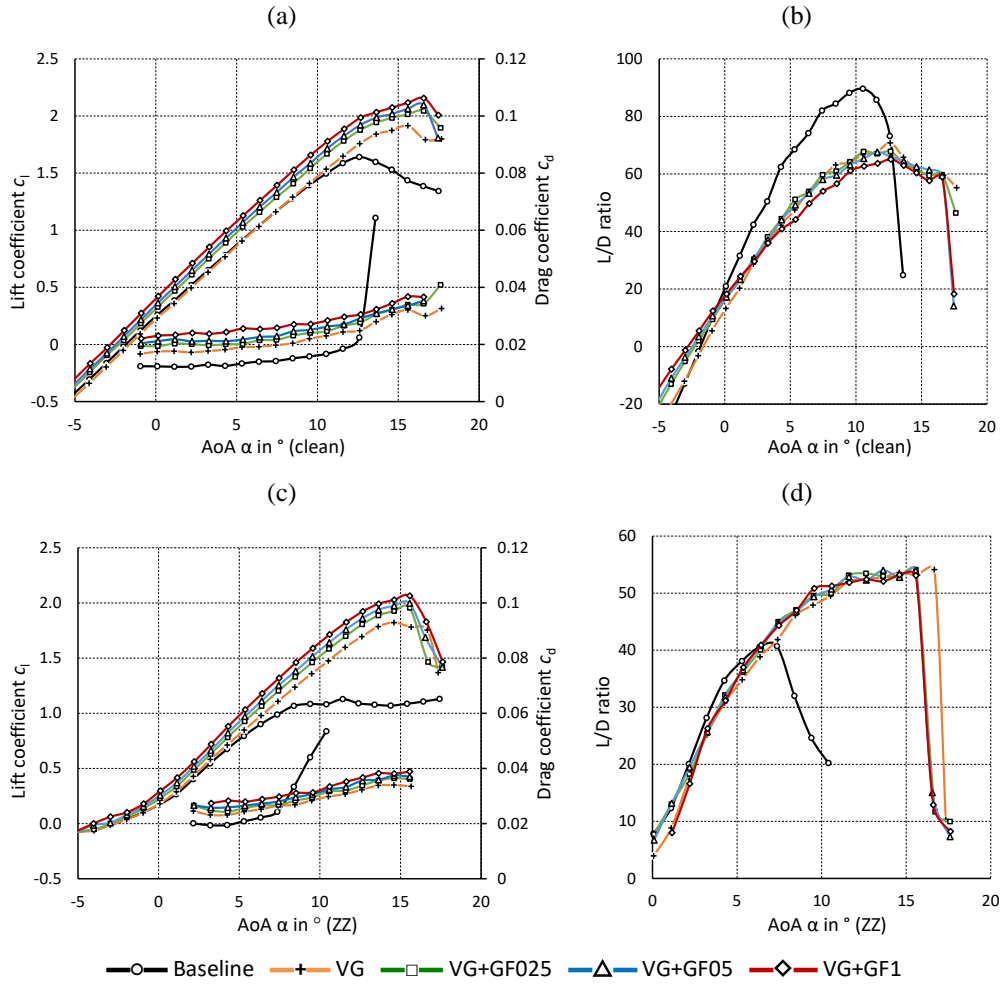 (a)
(b)
2.5
2
1.5
1
0.5
0
-0.5
Lift coefficient cl
0.12
0.1
0.08
0.06
0.04
0.02
0
Drag coefficient cd
-5 0 5 10 15 20
AoA α in ° (clean)
100
80
60
40
20
0
-20
L/D ratio
-5 0 5 10 15 20
AoA α in ° (clean)
(c)
(d)
2.5
2.0
1.5
1.0
0.5
0.0
-0.5
Lift coefficient cl
0.12
0.1
0.08
0.06
0.04
0.02
0
Drag coefficient cd
-5 0 5 10 15 20
AoA α in ° (ZZ)
60
50
40
30
20
10
0
L/D ratio
0 5 10 15 20
AoA α in ° (ZZ)
Baseline VG VG+GF025 VG+GF05 VG+GF1